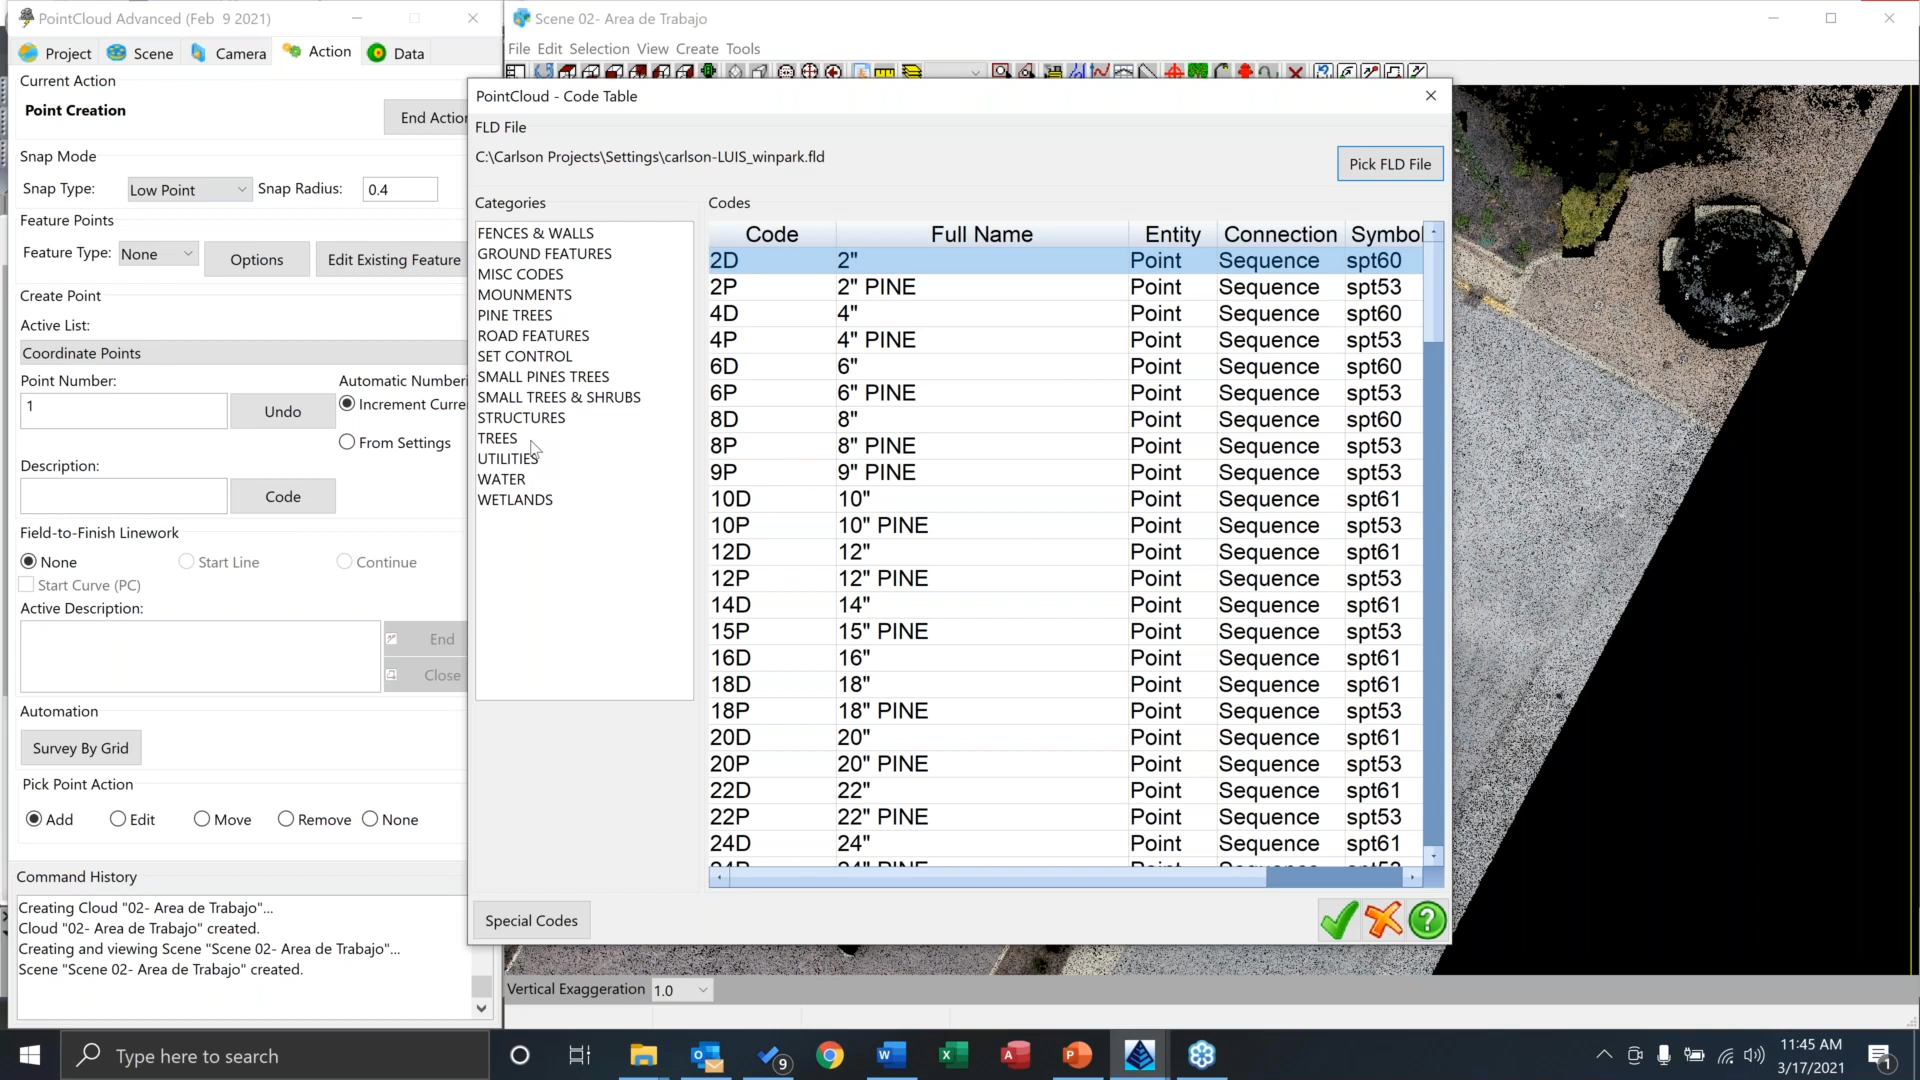 PointCloud Advanced (Feb  9 2021)
Project Scene Camera Action Data
Current Action
Point Creation
End Action
Snap Mode
Snap Type: Low Point Snap Radius: 0.4
Feature Points
Feature Type: None Options Edit Existing Feature
Create Point
Active List:
Coordinate Points
Point Number: Automatic Numberi
1 Undo Increment Curre
From Settings
Description:
Code
Field-to-Finish Linework
None Start Line Continue
Start Curve (PC)
Active Description:
End
Close
Automation
Survey By Grid
Pick Point Action
Add Edit Move Remove None
Command History
Creating Cloud "02- Area de Trabajo"...
Cloud "02- Area de Trabajo" created.
Creating and viewing Scene "Scene 02- Area de Trabajo"...
Scene "Scene 02- Area de Trabajo" created.
Scene 02- Area de Trabajo
File Edit Selection View Create Tools
PointCloud - Code Table
FLD File
C:\Carlson Projects\Settings\carlson-LUIS_winpark.fld
Pick FLD File
Categories
FENCES & WALLS
GROUND FEATURES
MISC CODES
MOUNMENTS
PINE TREES
ROAD FEATURES
SET CONTROL
SMALL PINES TREES
SMALL TREES & SHRUBS
STRUCTURES
TREES
UTILITIES
WATER
WETLANDS
Codes
Code Full Name Entity Connection Symbol
2D 2" Point Sequence spt60
2P 2" PINE Point Sequence spt53
4D 4" Point Sequence spt60
4P 4" PINE Point Sequence spt53
6D 6" Point Sequence spt60
6P 6" PINE Point Sequence spt53
8D 8" Point Sequence spt60
8P 8" PINE Point Sequence spt53
9P 9" PINE Point Sequence spt53
10D 10" Point Sequence spt61
10P 10" PINE Point Sequence spt53
12D 12" Point Sequence spt61
12P 12" PINE Point Sequence spt53
14D 14" Point Sequence spt61
15P 15" PINE Point Sequence spt53
16D 16" Point Sequence spt61
18D 18" Point Sequence spt61
18P 18" PINE Point Sequence spt53
20D 20" Point Sequence spt61
20P 20" PINE Point Sequence spt53
22D 22" Point Sequence spt61
22P 22" PINE Point Sequence spt53
24D 24" Point Sequence spt61
24P 24" PINE Point Sequence spt53
Special Codes
Vertical Exaggeration 1.0
Type here to search
9
11:45 AM
3/17/2021
1